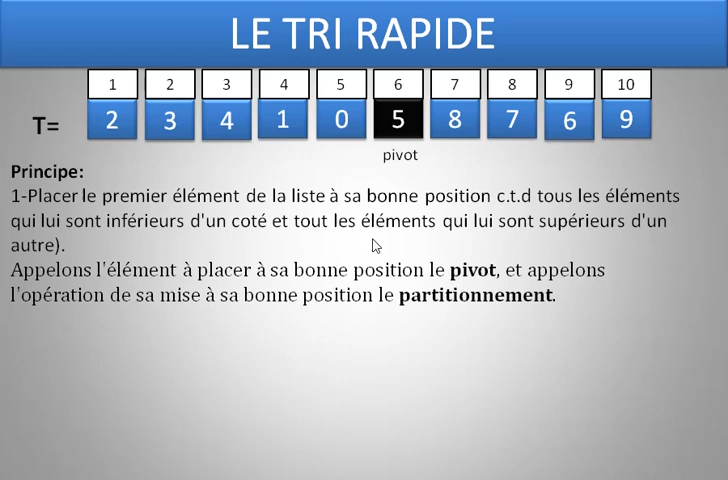 LE TRI RAPIDE
1 2 3 4 5 6 7 8 9 10
T= 2 3 4 1 0 5 8 7 6 9
pivot
Principe:
1-Placer le premier élément de la liste à sa bonne position c.t.d tous les éléments
qui lui sont inférieurs d'un coté et tout les éléments qui lui sont supérieurs d'un
autre).
Appelons l'élément à placer à sa bonne position le pivot, et appelons
l'opération de sa mise à sa bonne position le partitionnement.